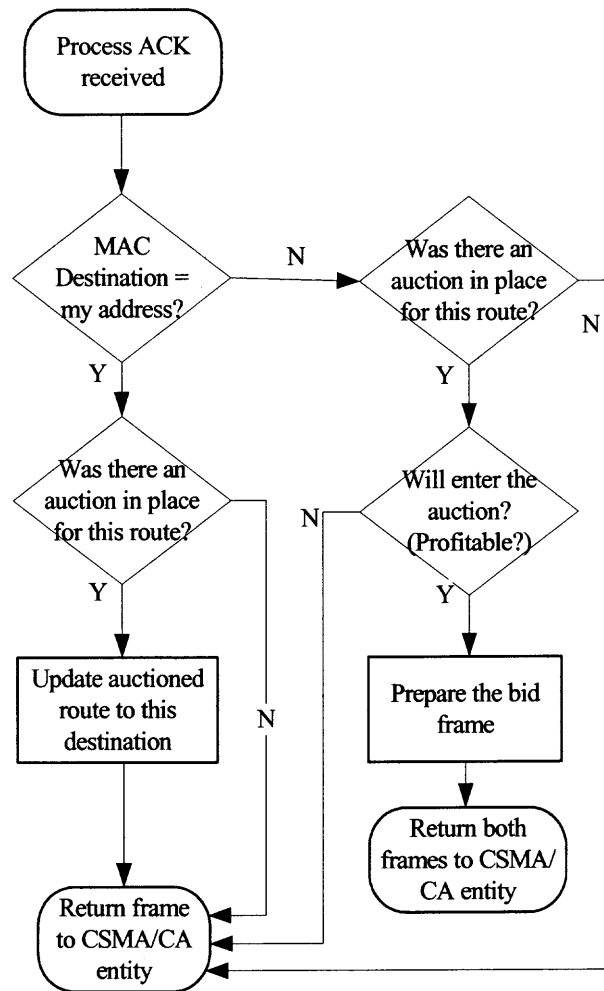 Process ACK
received
MAC
Destination =
my address?
N
Was there an
auction in place
for this route?
N
Y
Y
Was there an
auction in place
for this route?
N
Will enter the
auction?
(Profitable?)
Y
Y
Update auctioned
route to this
destination
N
Prepare the bid
frame
Return both
frames to CSMA/
CA entity
Return frame
to CSMA/CA
entity